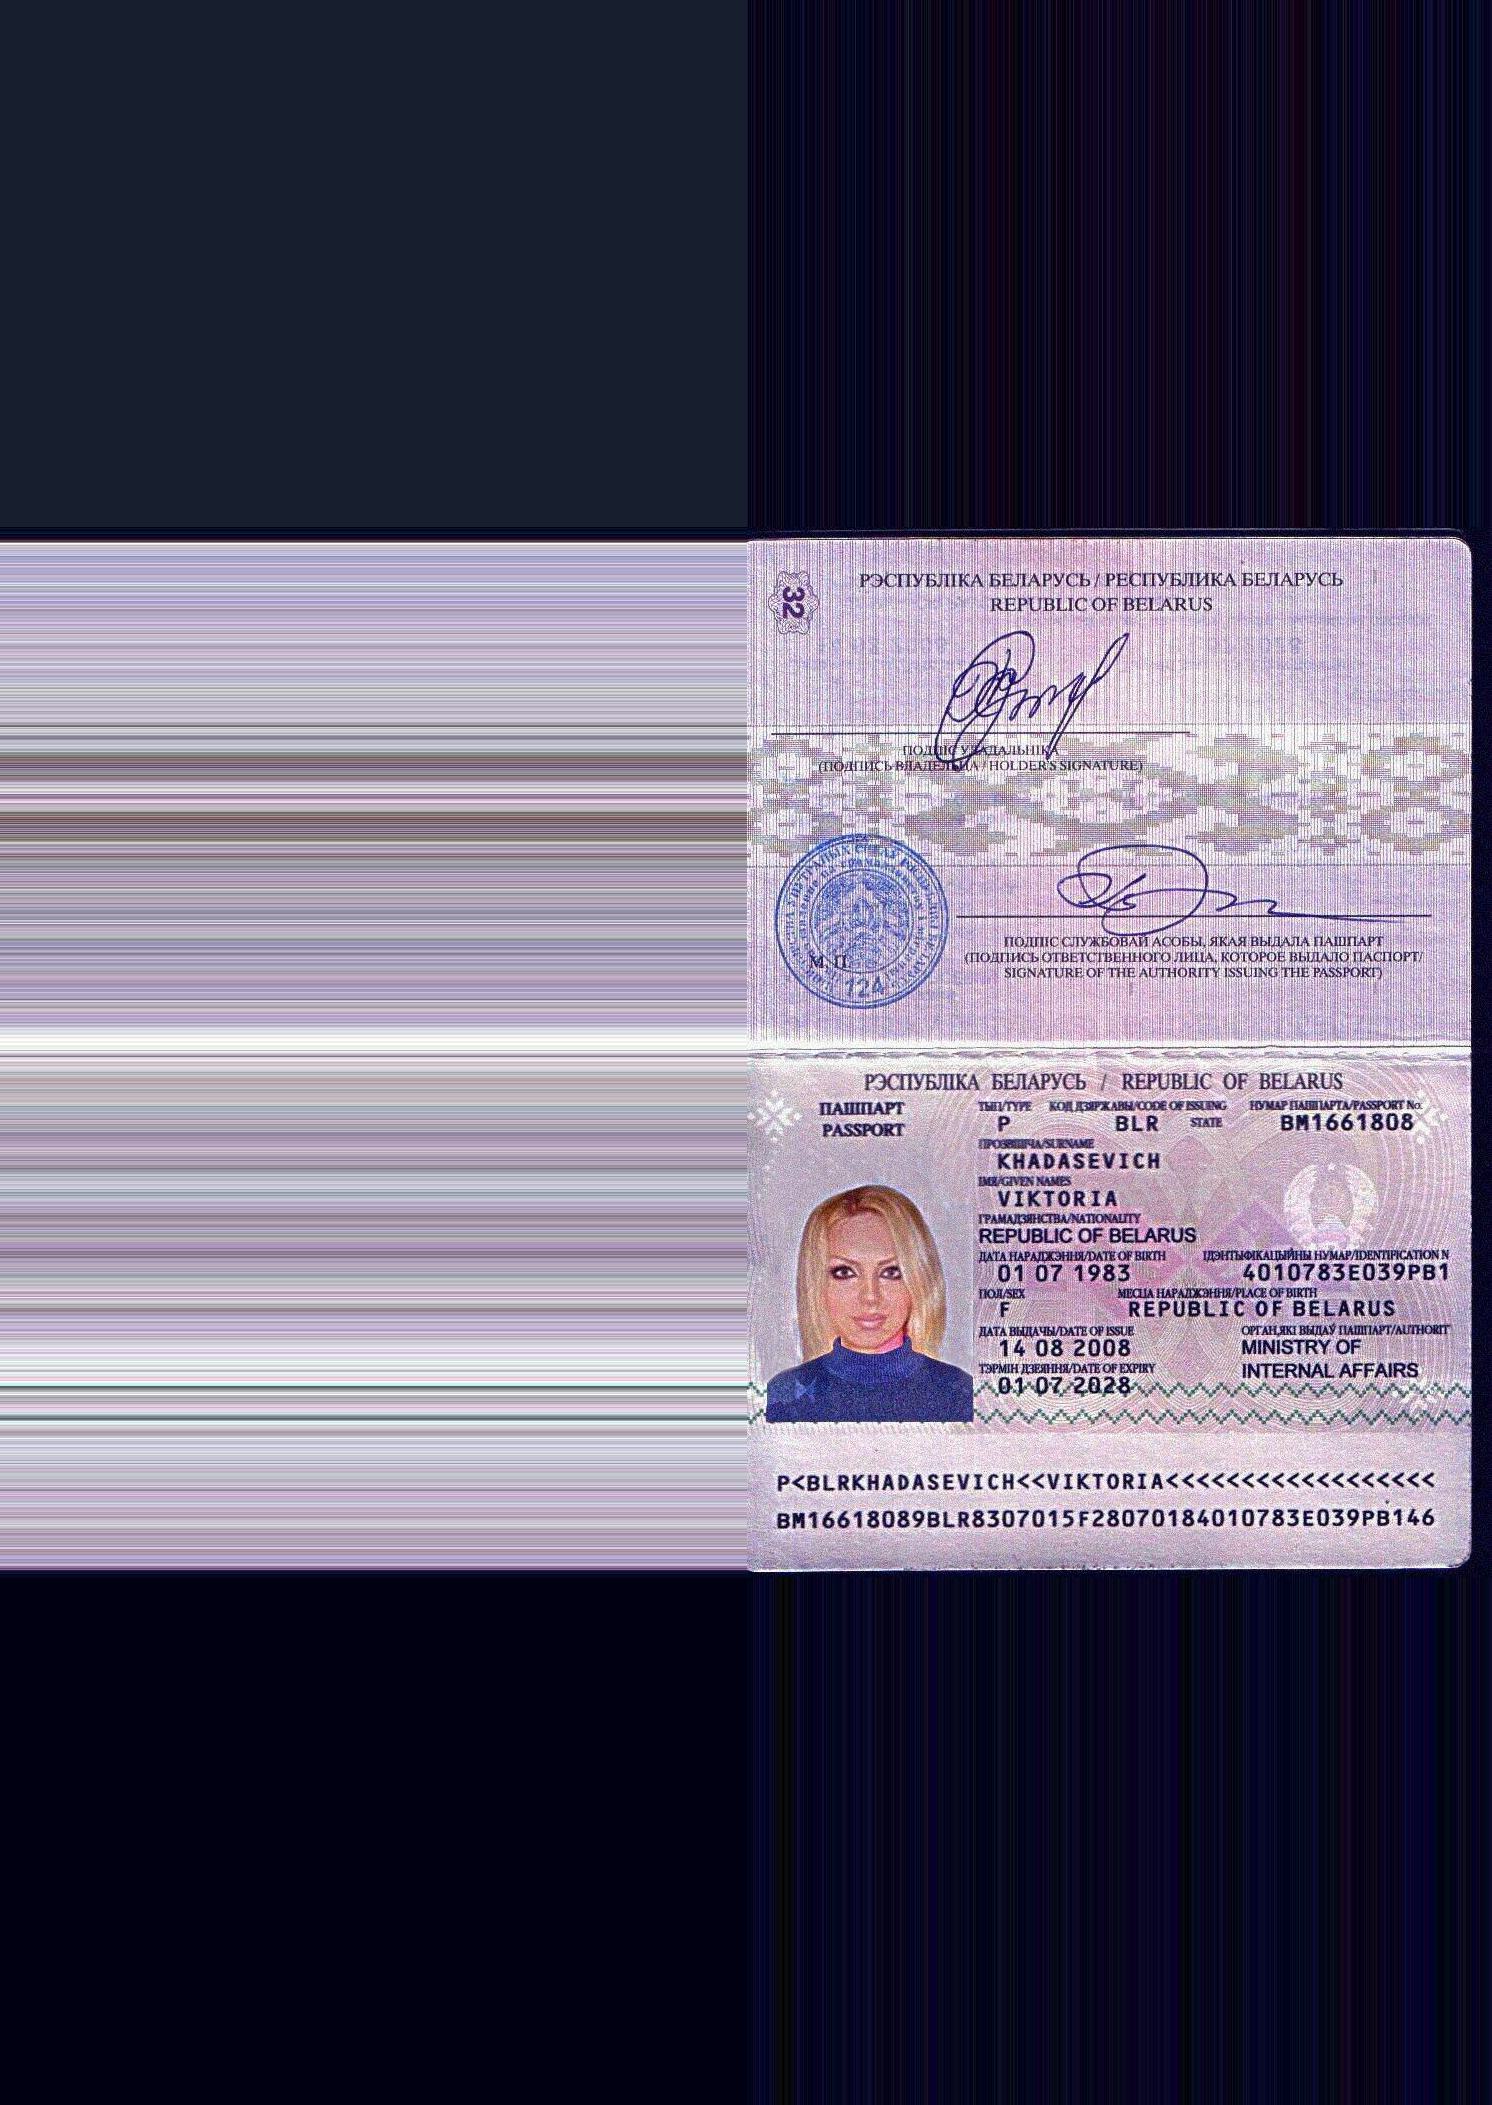 32
РЭСПУБЛІКА БЕЛАРУСЬ / РЕСПУБЛИКА БЕЛАРУСЬ
REPUBLIC OF BELARUS
ПОДПІС УЛАДАЛЬНІКА
(ПОДПИСЬ ВЛАДЕЛЬЦА / HOLDER'S SIGNATURE)
М. П.
124
ПОДПІС СЛУЖБОВАЙ АСОБЫ, ЯКАЯ ВЫДАЛА ПАШПАРТ
(ПОДПИСЬ ОТВЕТСТВЕННОГО ЛИЦА, КОТОРОЕ ВЫДАЛО ПАСПОРТ/
SIGNATURE OF THE AUTHORITY ISSUING THE PASSPORT)
РЭСПУБЛІКА БЕЛАРУСЬ / REPUBLIC OF BELARUS
ПАШПАРТ
PASSPORT
ТЫП/TYPE КОД ДЗЯРЖАВЫ/CODE OF ISSUING НУМАР ПАШПАРТА/PASSPORT No.
P BLR STATE BM1661808
ПРОЗВІШЧА/SURNAME
KHADASEVICH
ІМЯ/GIVEN NAMES
VIKTORIA
ГРАМАДЗЯНСТВА/NATIONALITY
REPUBLIC OF BELARUS
ДАТА НАРАДЖЭННЯ/DATE OF BIRTH ІДЭНТЫФІКАЦЫЙНЫ НУМАР/IDENTIFICATION N
01 07 1983 4010783E039PB1
ПОЛ/SEX МЕСЦА НАРАДЖЭННЯ/PLACE OF BIRTH
F REPUBLIC OF BELARUS
ДАТА ВЫДАЧЫ/DATE OF ISSUE ОРГАН,ЯКІ ВЫДАЎ ПАШПАРТ/AUTHORIT
14 08 2008 MINISTRY OF
ТЭРМІН ДЗЕЯННЯ/DATE OF EXPIRY INTERNAL AFFAIRS
01 07 2028
P<BLRKHADASEVICH<<VIKTORIA<<<<<<<<<<<<<<<<<<
BM16618089BLR8307015F28070184010783E039PB146